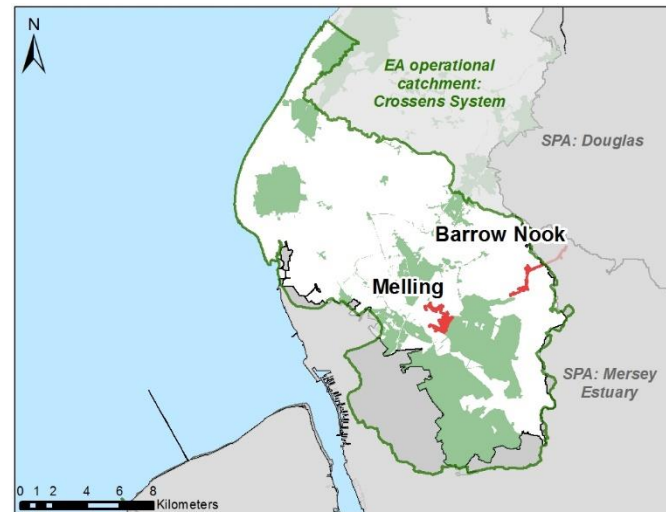 N
EA operational
catchment:
Crossens System
SPA: Douglas
Barrow Nook
Melling
SPA: Mersey
Estuary
0 1 2 4 6 8
Kilometers